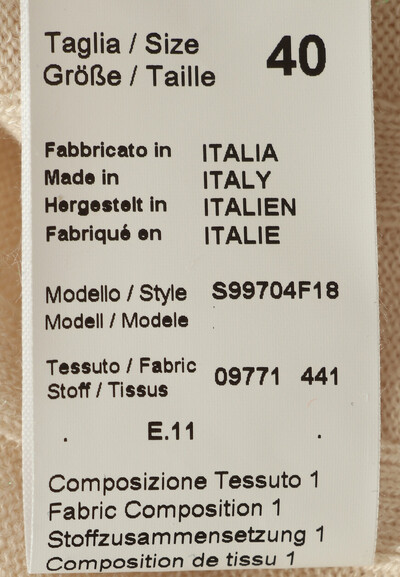 Taglia / Size 40
Größe / Taille
Fabbricato in ITALIA
Made in ITALY
Hergestelt in ITALIEN
Fabriqué en ITALIE
Modello / Style S99704F18
Modell / Modele
Tessuto / Fabric 09771 441
Stoff / Tissus
. E.11 .
Composizione Tessuto 1
Fabric Composition 1
Stoffzusammensetzung 1
Composition de tissu 1